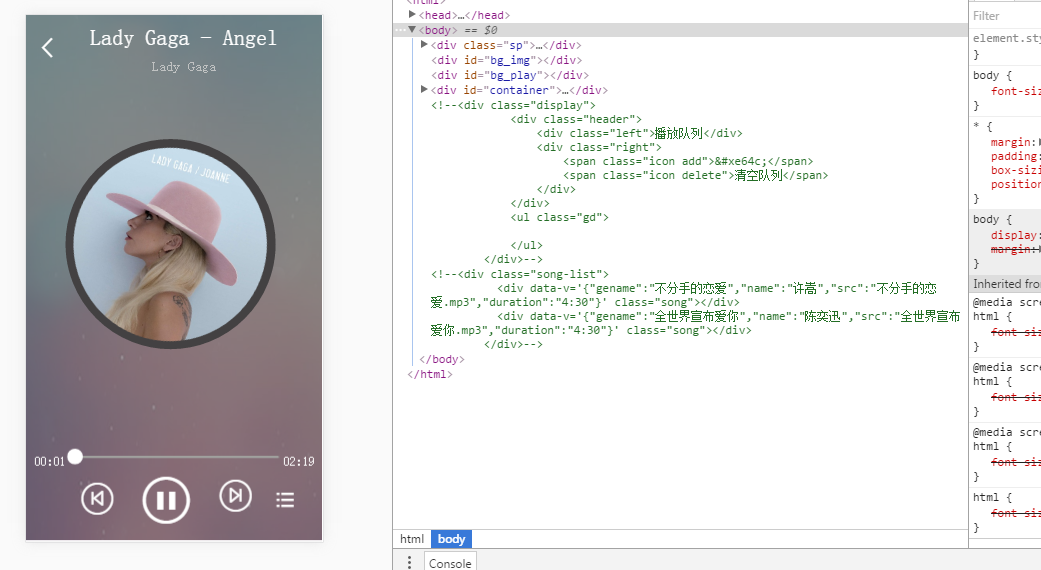 Lady Gaga - Angel
Lady Gaga
LADY GAGA / JOANNE
00:01
02:19
<html>
<head>…</head>
<body> == $0
<div class="sp">…</div>
<div id="bg_img"></div>
<div id="bg_play"></div>
<div id="container">…</div>
<!--<div class="display">
<div class="header">
<div class="left">播放队列</div>
<div class="right">
<span class="icon add">&#xe64c;</span>
<span class="icon delete">清空队列</span>
</div>
</div>
<ul class="gd">
</ul>
</div>-->
<!--<div class="song-list">
<div data-v='{"gename":"不分手的恋爱","name":"许嵩","src":"不分手的恋
爱.mp3","duration":"4:30"}' class="song"></div>
<div data-v='{"gename":"全世界宣布爱你","name":"陈奕迅","src":"全世界宣布
爱你.mp3","duration":"4:30"}' class="song"></div>
</div>-->
</body>
</html>
html body
Console
Filter
element.sty
}
body {
font-siz
}
* {
margin:
padding:
box-sizi
position
}
body {
display:
margin:
}
Inherited fron
@media scre
html {
font-siz
}
@media scre
html {
font-siz
}
@media scre
html {
font-siz
}
html {
font-siz
}